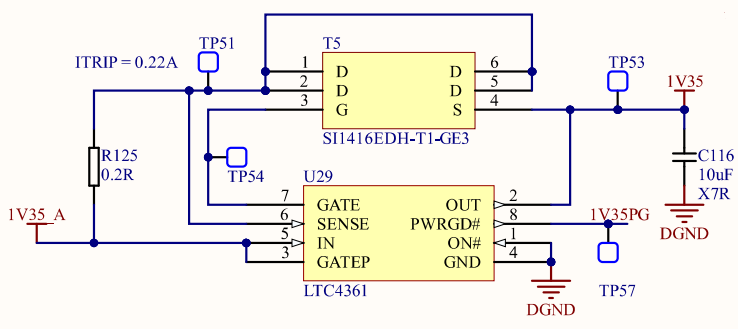 TP51
T5
TP53
ITRIP = 0.22A
1 D D 6
2 D D 5
3 G S 4
1V35
SI1416EDH-T1-GE3
R125
0.2R
C116
10uF
X7R
TP54
U29
7 GATE OUT 2
1V35_A
6 SENSE PWRGD# 8
1V35PG
DGND
5 IN ON# 1
3 GATEP GND 4
LTC4361
TP57
DGND